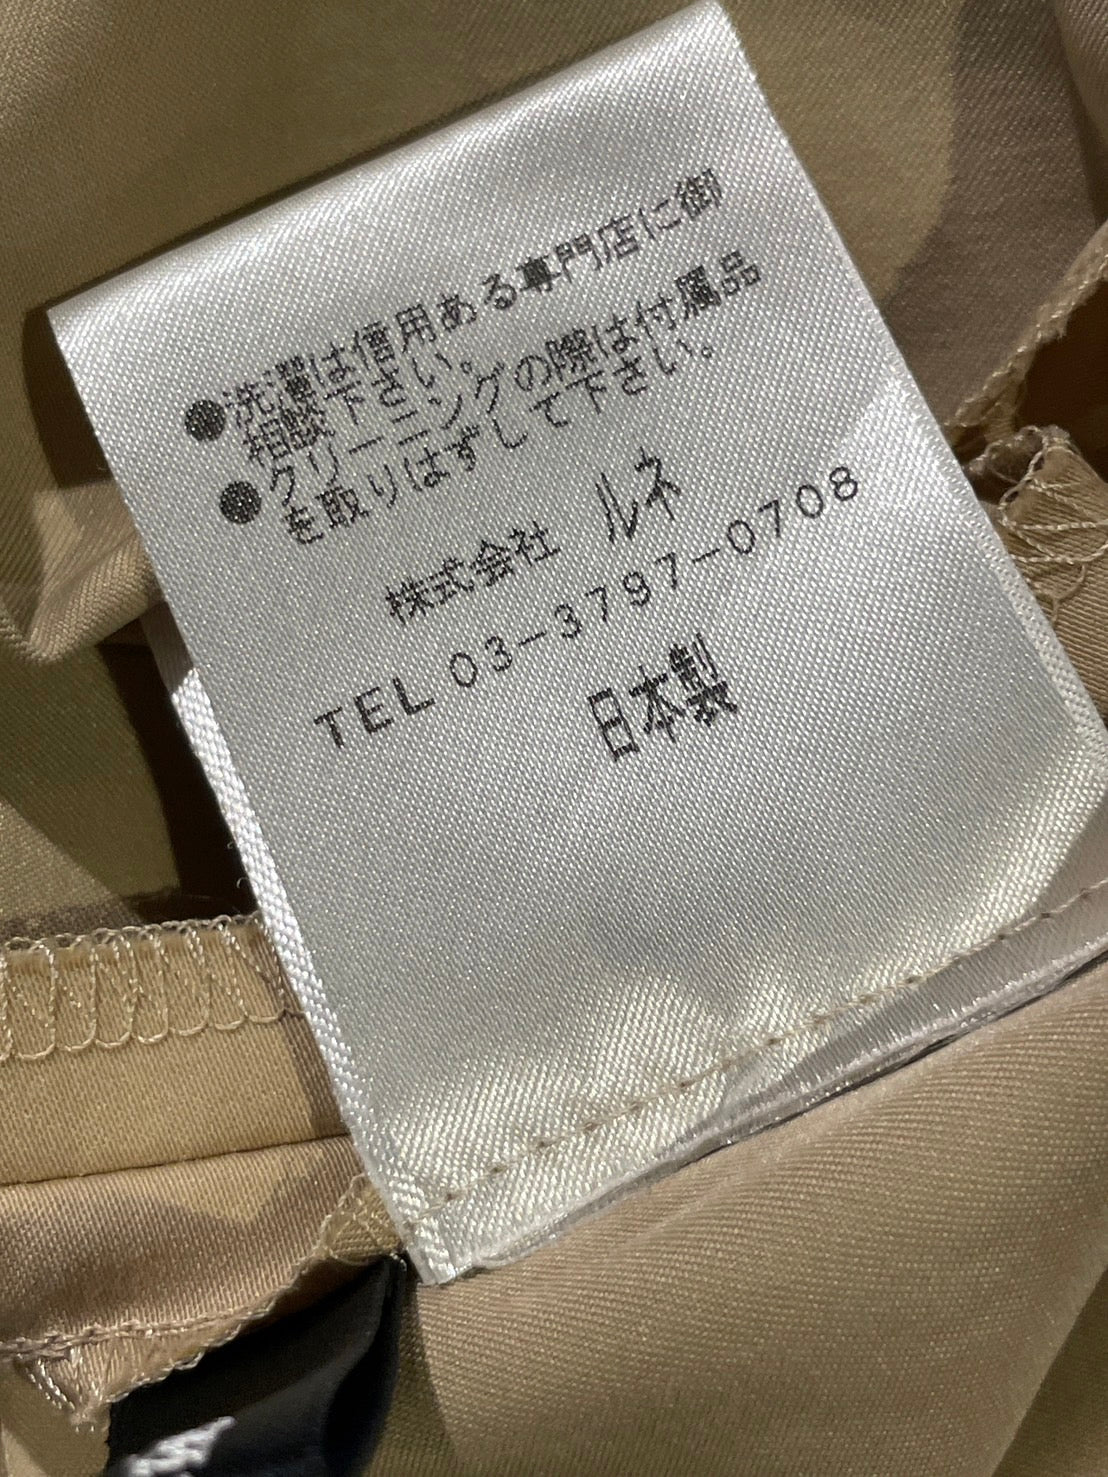 ●洗濯は信用ある専門店に御
相談下さい。
●クリーニングの際は付属品
を取りはずして下さい。
株式会社 ルネ
TEL 03-3797-0708
日本製